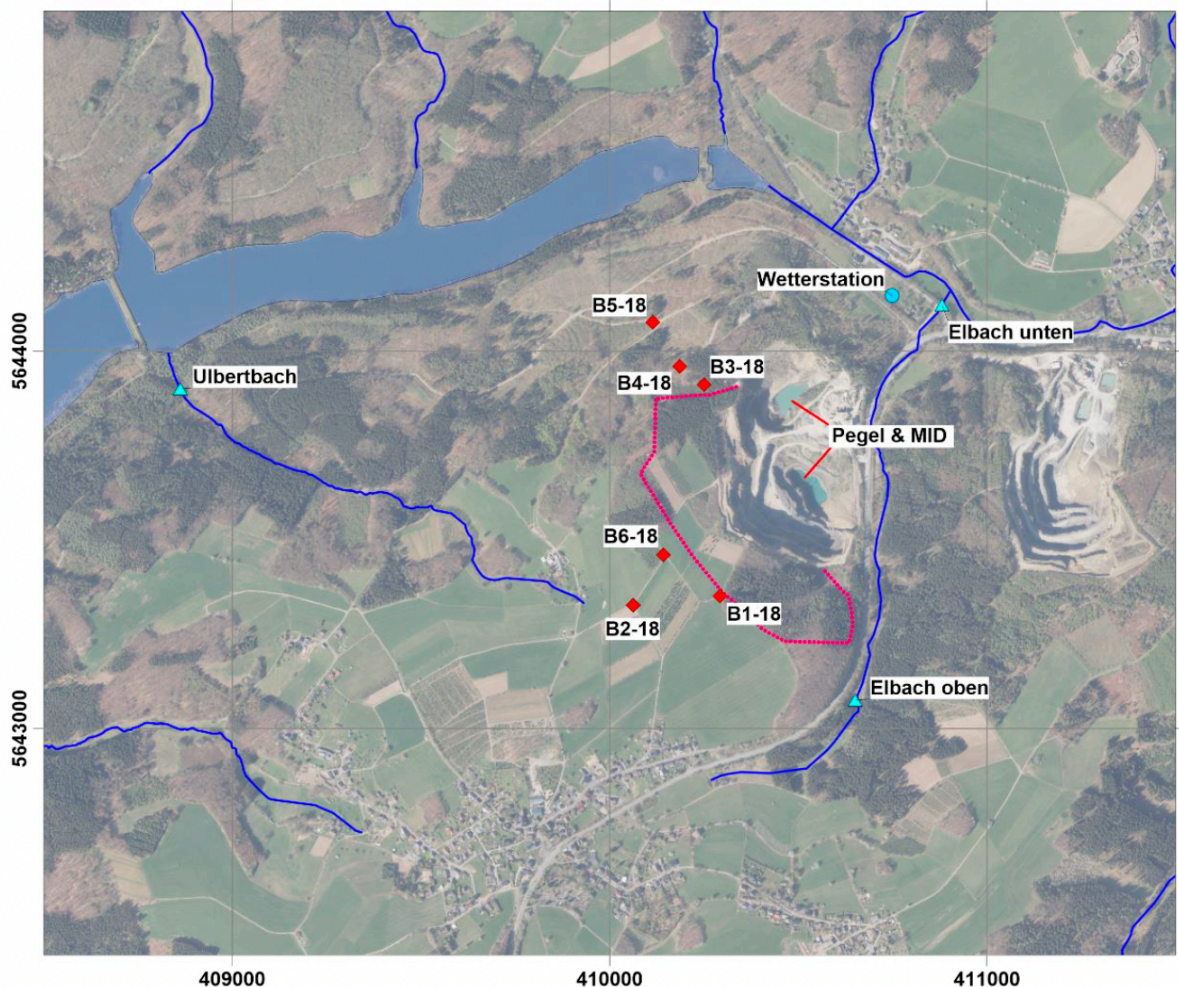 Wetterstation
B5-18
Elbach unten
5644000
B3-18
Ulbertbach
B4-18
Pegel & MID
B6-18
B1-18
B2-18
Elbach oben
5643000
409000
410000
411000